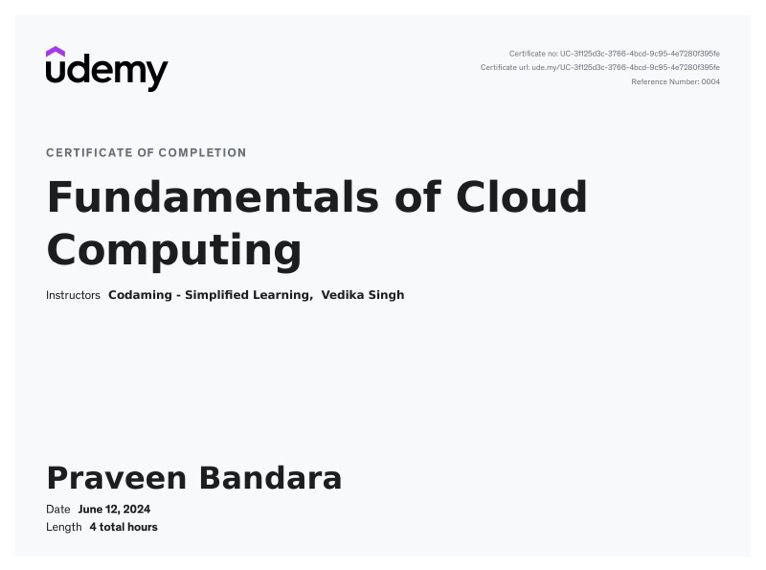 udemy
Certificate no: UC-3f125d3c-3766-4bcd-9c95-4e7280f395fe
Certificate url: ude.my/UC-3f125d3c-3766-4bcd-9c95-4e7280f395fe
Reference Number: 0004
CERTIFICATE OF COMPLETION
Fundamentals of Cloud
Computing
Instructors Codaming - Simplified Learning, Vedika Singh
Praveen Bandara
Date June 12, 2024
Length 4 total hours